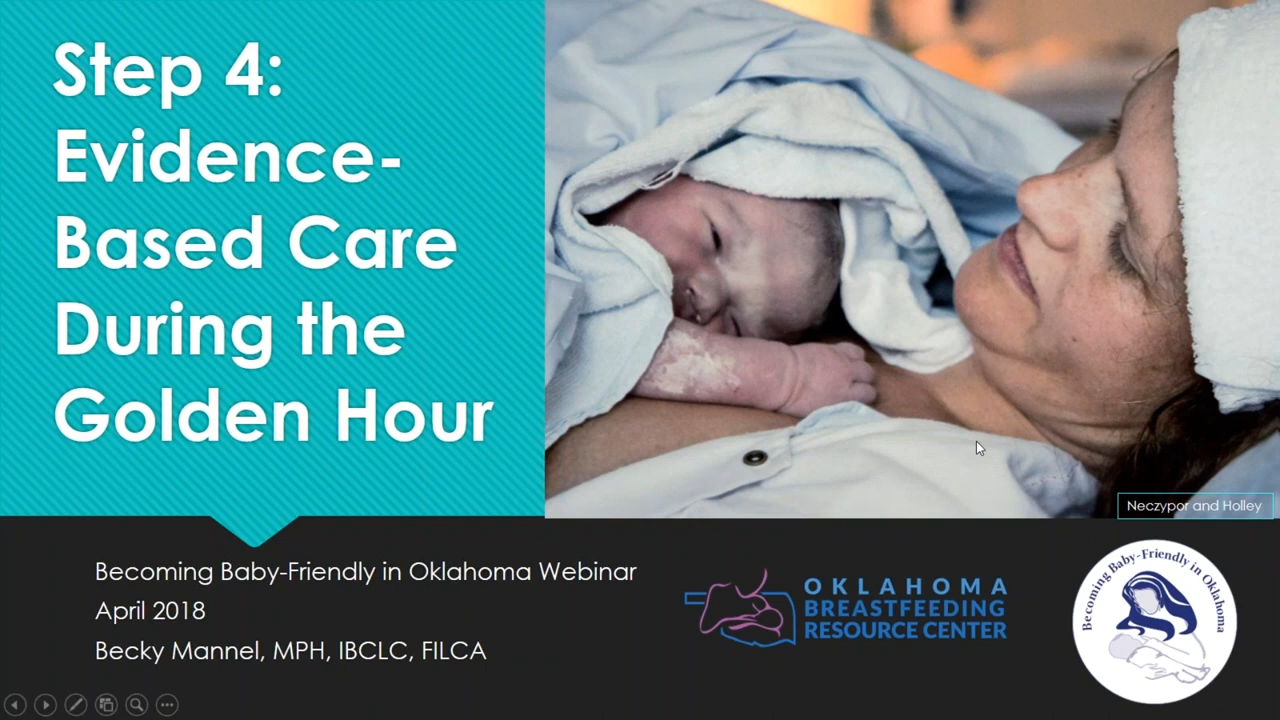 Step 4:
Evidence-
Based Care
During the
Golden Hour
Neczypor and Holley
Becoming Baby-Friendly in Oklahoma Webinar
April 2018
Becky Mannel, MPH, IBCLC, FILCA
OKLAHOMA
BREASTFEEDING
RESOURCE CENTER
Becoming Baby-Friendly in Oklahoma